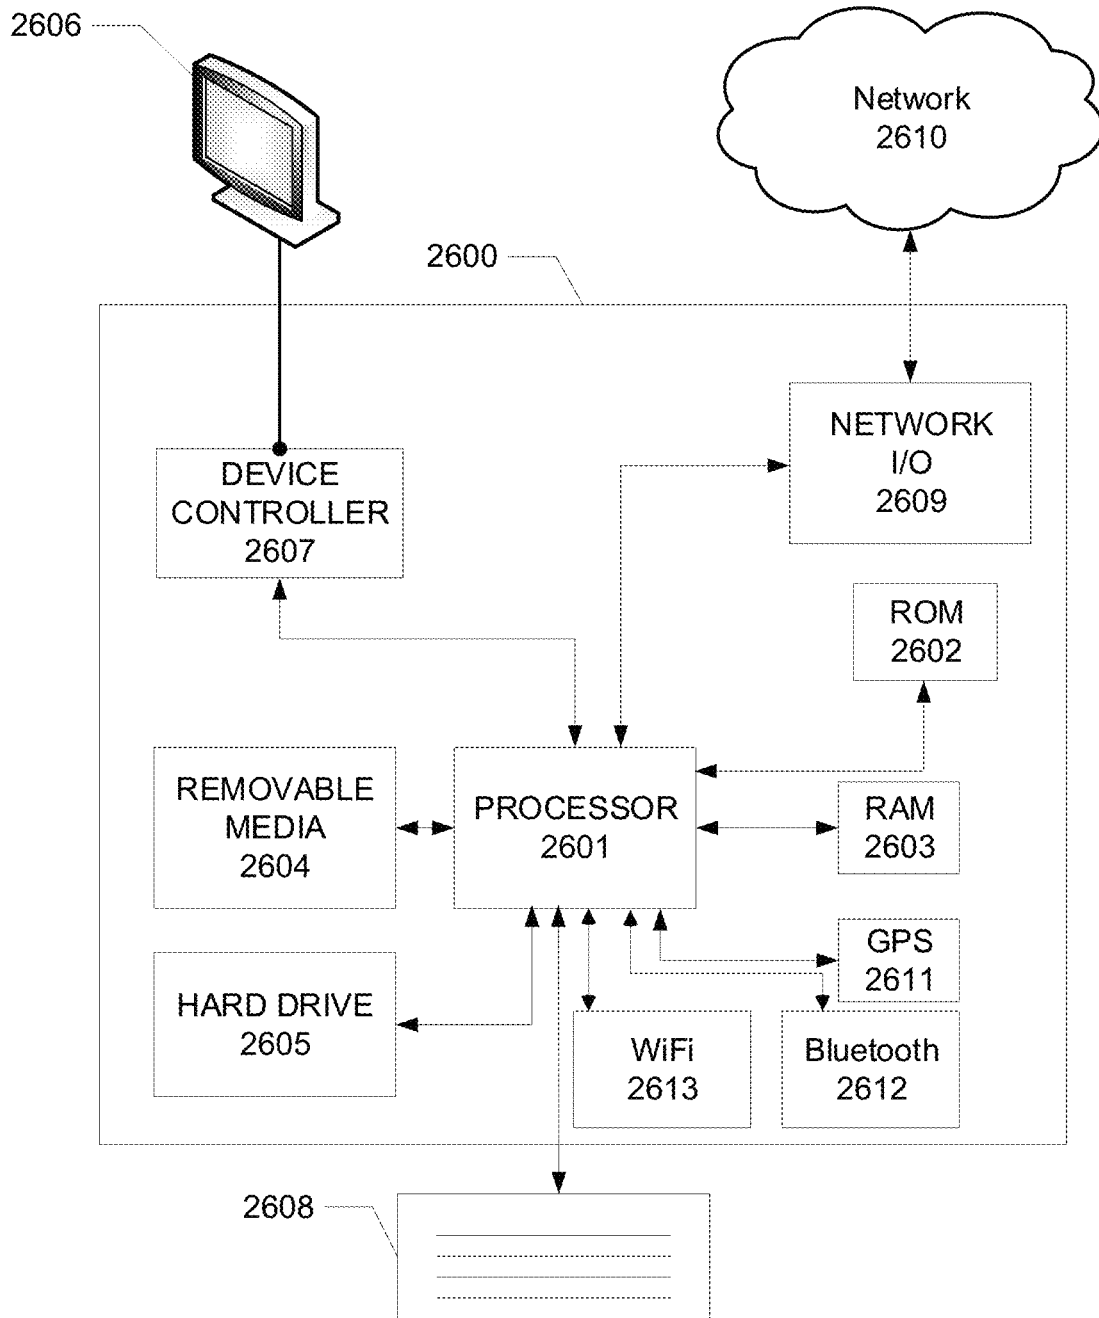 2606
Network
2610
2600
NETWORK
I/O
2609
DEVICE
CONTROLLER
2607
ROM
2602
REMOVABLE
MEDIA
2604
PROCESSOR
2601
RAM
2603
GPS
2611
HARD DRIVE
2605
WiFi
2613
Bluetooth
2612
2608